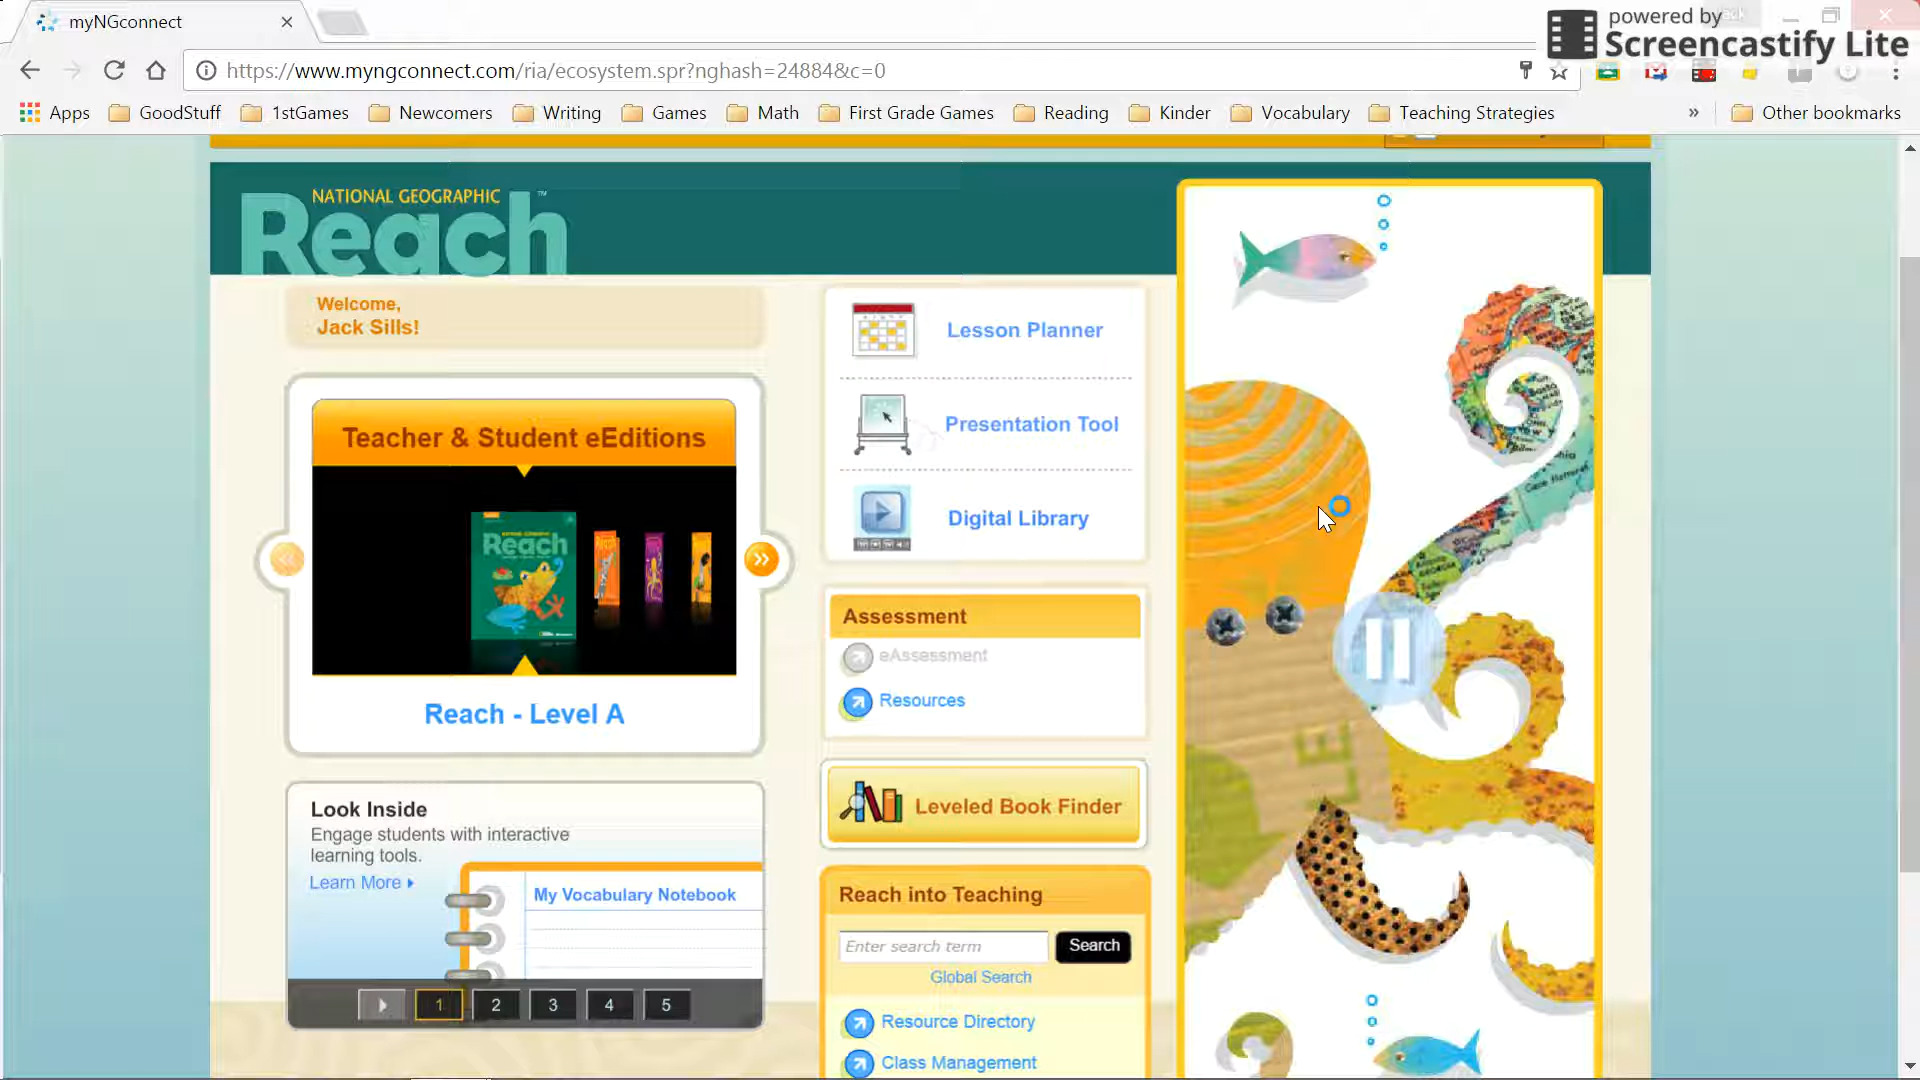 myNGconnect
powered by
Screencastify Lite
https://www.myngconnect.com/ria/ecosystem.spr?nghash=24884&c=0
Apps GoodStuff 1stGames Newcomers Writing Games Math First Grade Games Reading Kinder Vocabulary Teaching Strategies » Other bookmarks
NATIONAL GEOGRAPHIC
Reach™
Welcome,
Jack Sills!
Teacher & Student eEditions
Reach
Reach
Reach - Level A
Look Inside
Engage students with interactive
learning tools.
Learn More
My Vocabulary Notebook
1 2 3 4 5
Lesson Planner
Presentation Tool
Digital Library
Assessment
eAssessment
Resources
Leveled Book Finder
Reach into Teaching
Enter search term Search
Global Search
Resource Directory
Class Management